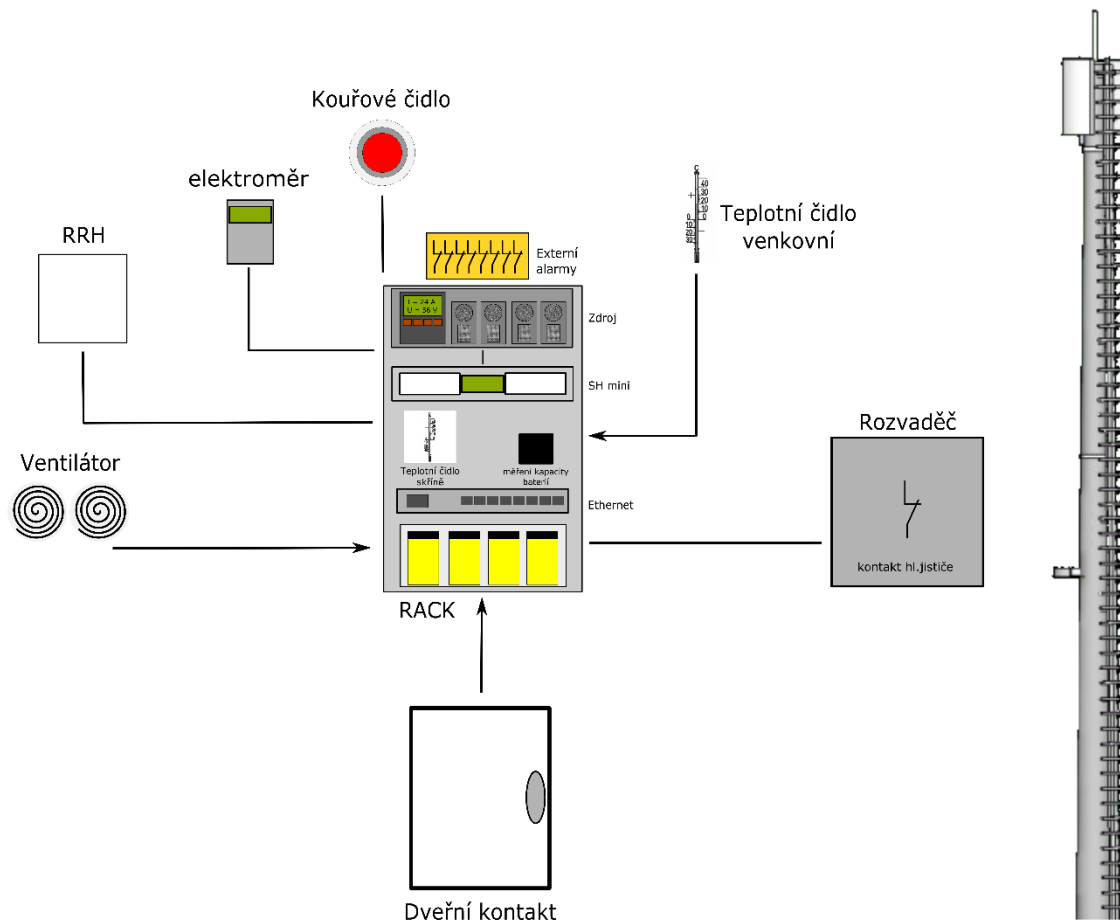 Kouřové čidlo
elektroměr
RRH
Externí
alarmy
Teplotní čidlo
venkovní
I = 24 A
U = 56 V
Zdroj
SH mini
Teplotní čidlo
skříně
měření kapacity
baterií
Ethernet
Rozvaděč
kontakt hl.jističe
Ventilátor
RACK
Dveřní kontakt